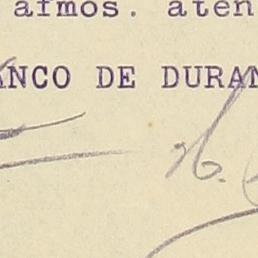 afmos. aten
ANCO DE DURAN